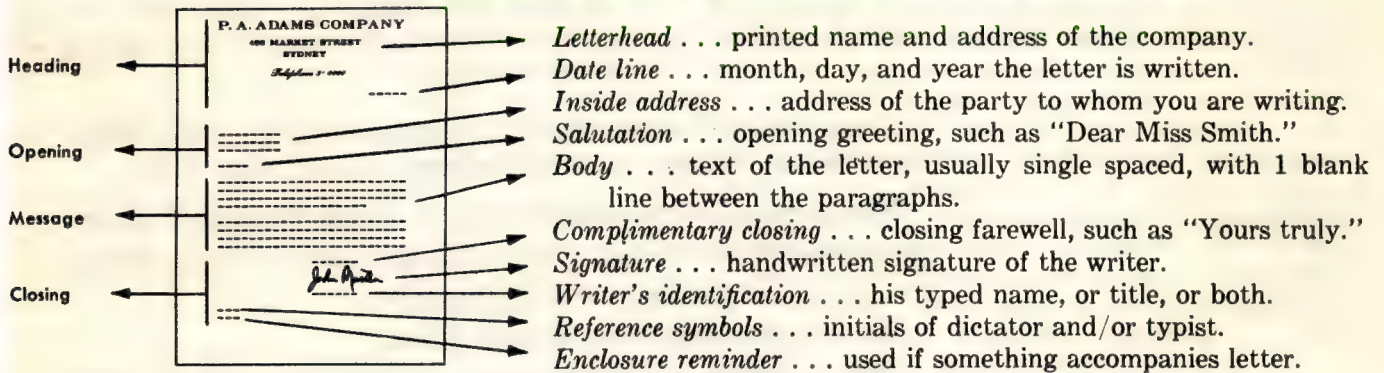 P. A. ADAMS COMPANY
MARKET STREET
SYDNEY
Telephone
Heading
Opening
Message
Closing
Letterhead . . . printed name and address of the company.
Date line . . . month, day, and year the letter is written.
Inside address . . . address of the party to whom you are writing.
Salutation . . . opening greeting, such as "Dear Miss Smith."
Body . . . text of the letter, usually single spaced, with 1 blank
line between the paragraphs.
Complimentary closing . . . closing farewell, such as "Yours truly."
Signature . . . handwritten signature of the writer.
Writer's identification . . . his typed name, or title, or both.
Reference symbols . . . initials of dictator and/or typist.
Enclosure reminder . . . used if something accompanies letter.
John